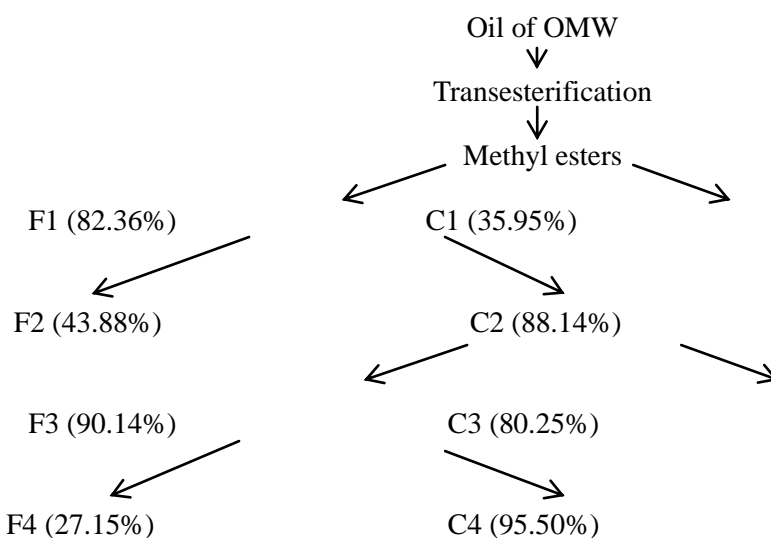 Oil of OMW
Transesterification
Methyl esters
F1 (82.36%) C1 (35.95%)
F2 (43.88%) C2 (88.14%)
F3 (90.14%) C3 (80.25%)
F4 (27.15%) C4 (95.50%)